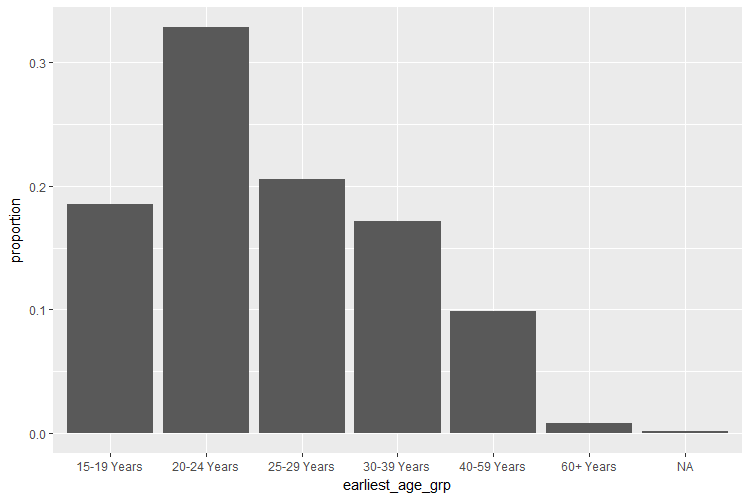 proportion
0.3
0.2
0.1
0.0
15-19 Years 20-24 Years 25-29 Years 30-39 Years 40-59 Years 60+ Years NA
earliest_age_grp